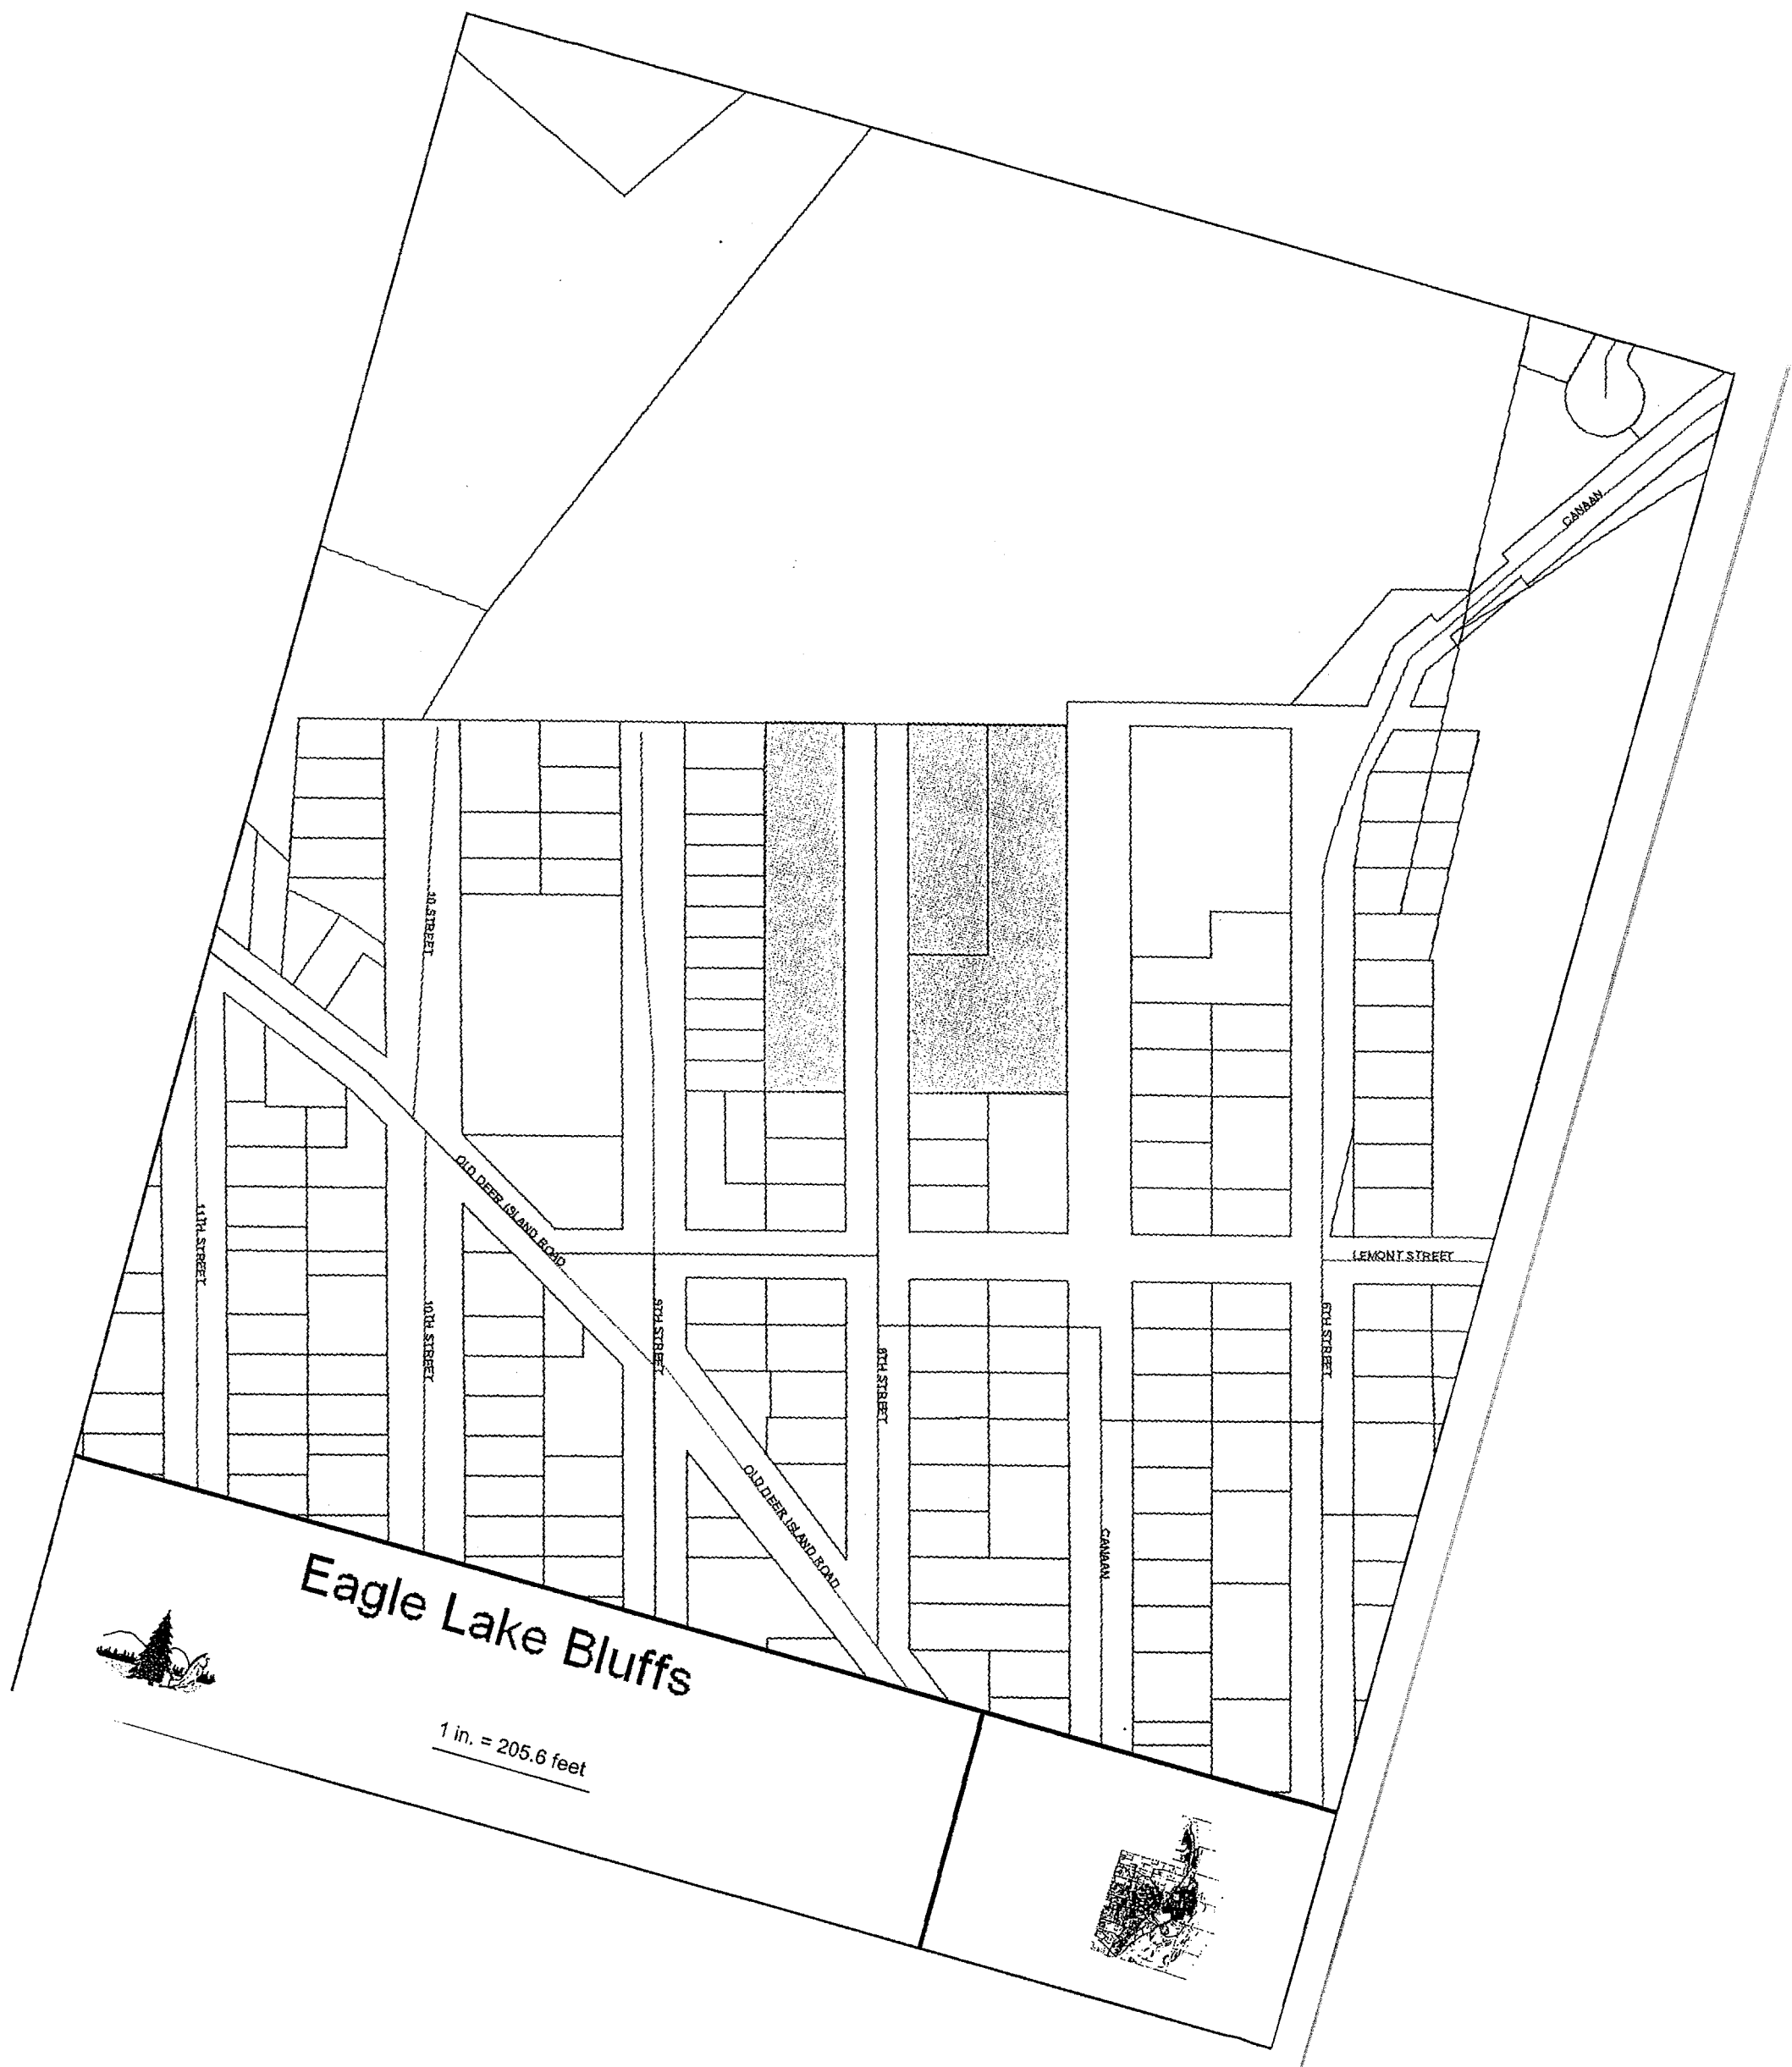 CANAAN
10 STREET
OLD DEER ISLAND ROAD
11TH STREET
LEMONT STREET
10TH STREET
9TH STREET
6TH STREET
8TH STREET
OLD DEER ISLAND ROAD
CANAAN
Eagle Lake Bluffs
1 in. = 205.6 feet